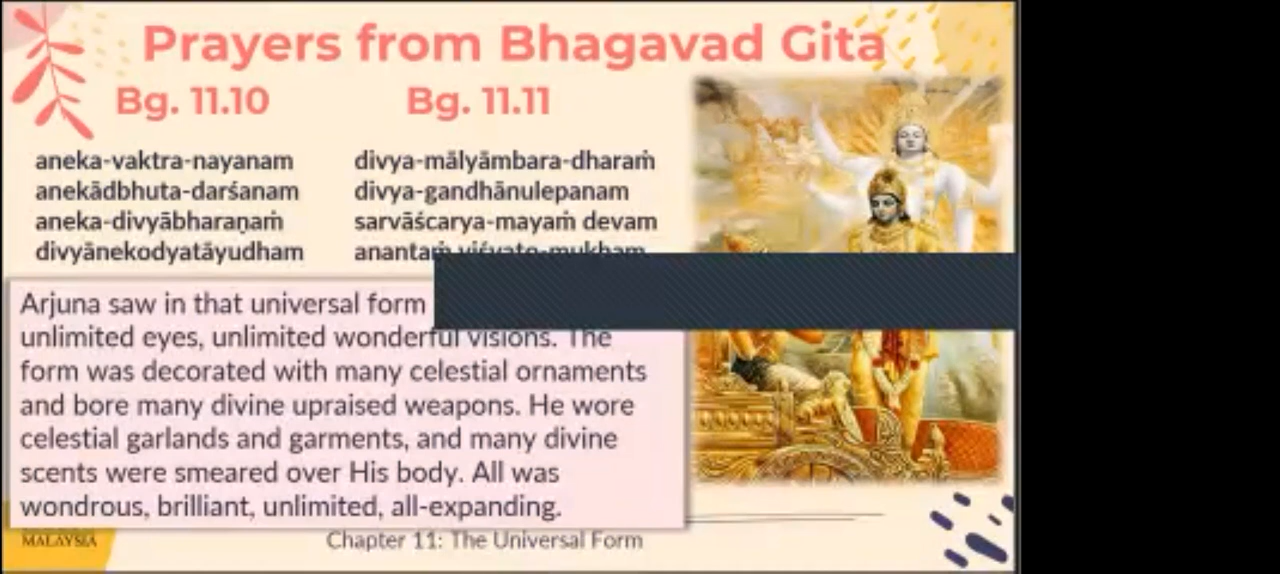 Prayers from Bhagavad Gita
Bg. 11.10
aneka-vaktra-nayanam
anekādbhuta-darśanam
aneka-divyābharaṇaṁ
divyānekodyatāyudham
Bg. 11.11
divya-mālyāmbara-dharaṁ
divya-gandhānulepanam
sarvāścarya-mayaṁ devam
anantaṁ viśvato-mukham
Arjuna saw in that universal form
unlimited eyes, unlimited wonderful visions. The
form was decorated with many celestial ornaments
and bore many divine upraised weapons. He wore
celestial garlands and garments, and many divine
scents were smeared over His body. All was
wondrous, brilliant, unlimited, all-expanding.
MALAYSIA
Chapter 11: The Universal Form